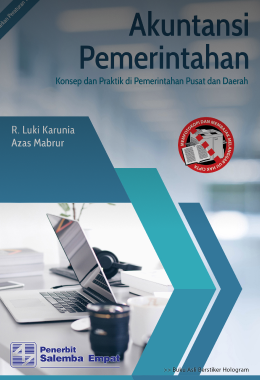 Akuntansi
Pemerintahan
Konsep dan Praktik di Pemerintahan Pusat dan Daerah
R. Luki Karunia
Azas Mabrur
Penerbit
Salemba Empat
>> Buku Asli Berstiker Hologram